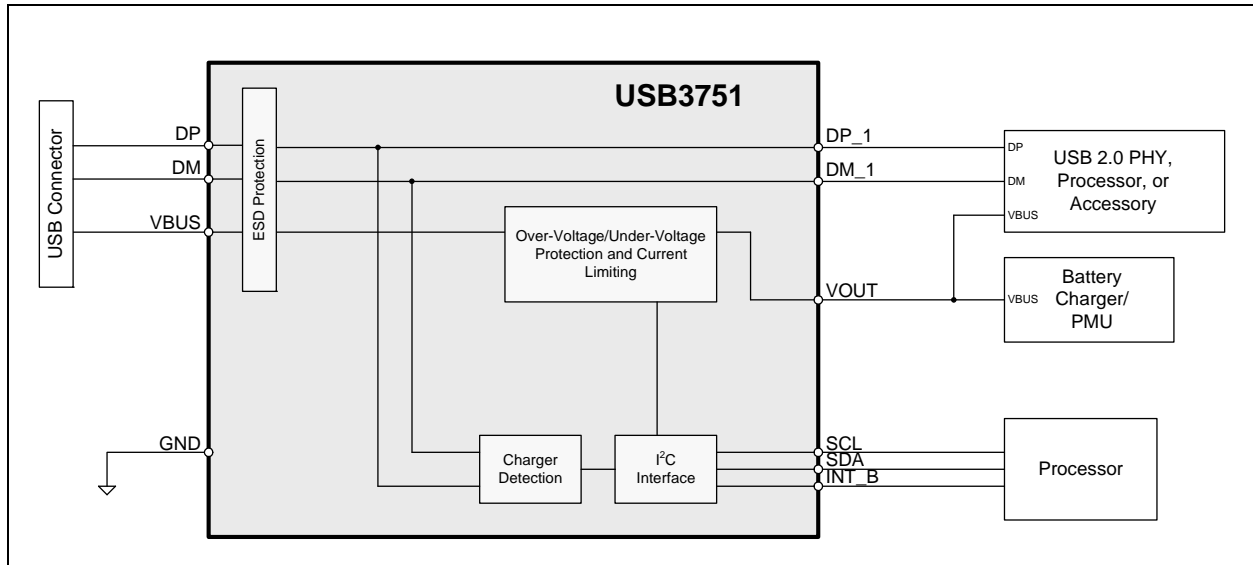 USB3751
USB Connector
DP
DM
VBUS
GND
ESD Protection
Over-Voltage/Under-Voltage
Protection and Current
Limiting
Charger
Detection
I²C
Interface
DP_1
DM_1
VOUT
SCL
SDA
INT_B
DP
DM
VBUS
USB 2.0 PHY,
Processor, or
Accessory
VBUS
Battery
Charger/
PMU
Processor